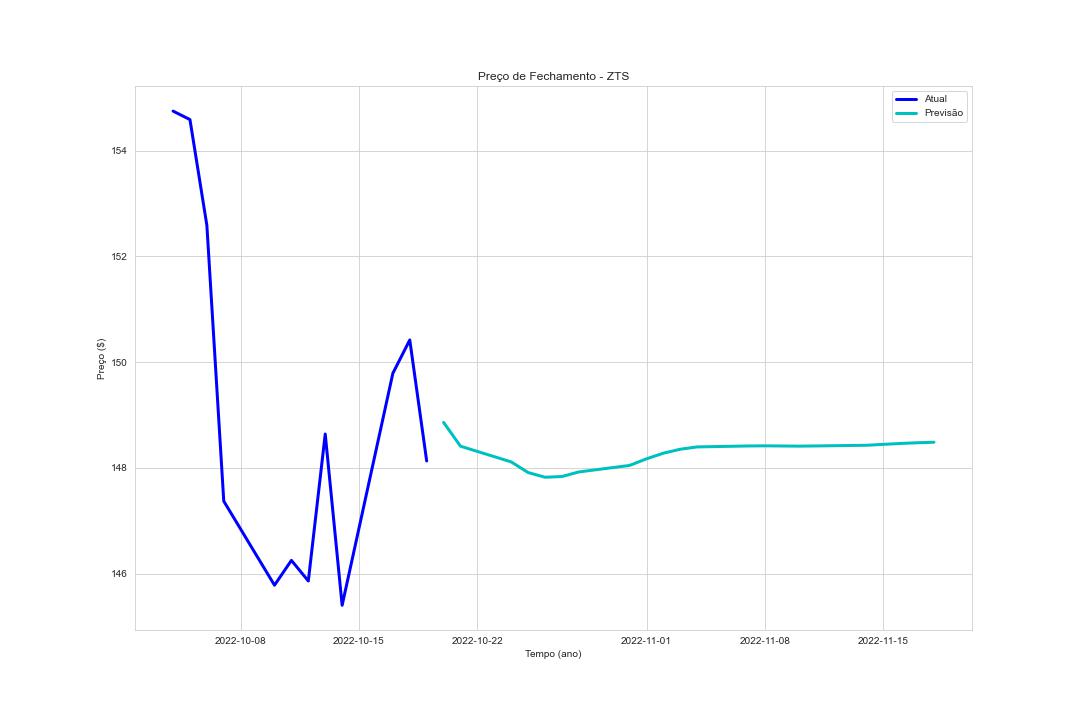 Preço de Fechamento - ZTS
Atual
Previsão
154
152
150
148
146
Preço ($)
2022-10-08
2022-10-15
2022-10-22
2022-11-01
2022-11-08
2022-11-15
Tempo (ano)